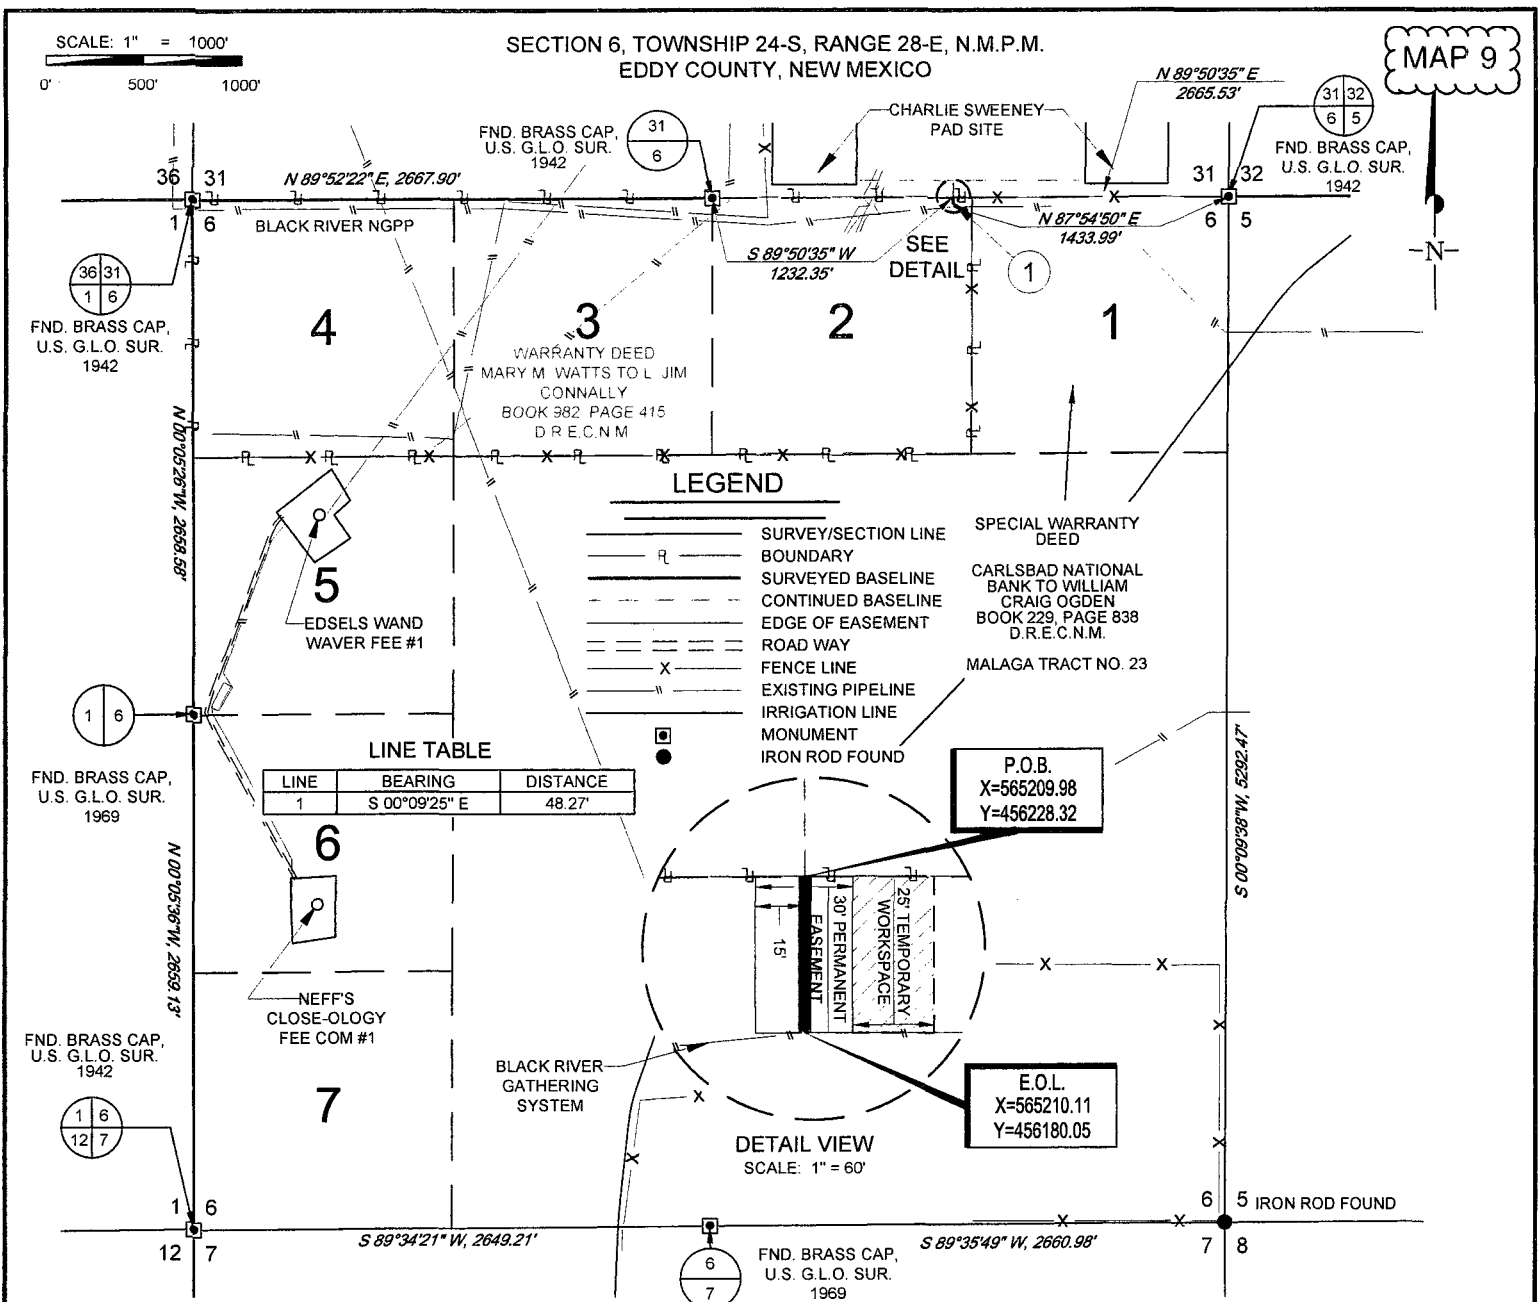 SCALE: 1" = 1000'
0' 500' 1000'
SECTION 6, TOWNSHIP 24-S, RANGE 28-E, N.M.P.M.
EDDY COUNTY, NEW MEXICO
MAP 9
N 89°50'35" E
2665.53'
CHARLIE SWEENEY
PAD SITE
31 32
6 5
FND. BRASS CAP,
U.S. G.L.O. SUR.
1942
FND. BRASS CAP,
U.S. G.L.O. SUR.
1942
31
6
36 31
1 6
N 89°52'22" E, 2667.90'
BLACK RIVER NGPP
31 32
6 5
N 87°54'50" E
1433.99'
S 89°50'35" W
1232.35'
SEE
DETAIL
1
-N-
36 31
1 6
FND. BRASS CAP,
U.S. G.L.O. SUR.
1942
4
3
2
1
WARRANTY DEED
MARY M WATTS TO L JIM
CONNALLY
BOOK 982 PAGE 415
D R E.C.N M
N 00°05'26"W, 2658.58'
LEGEND
SURVEY/SECTION LINE
PL BOUNDARY
SURVEYED BASELINE
CONTINUED BASELINE
EDGE OF EASEMENT
ROAD WAY
X FENCE LINE
EXISTING PIPELINE
IRRIGATION LINE
MONUMENT
IRON ROD FOUND
SPECIAL WARRANTY
DEED
CARLSBAD NATIONAL
BANK TO WILLIAM
CRAIG OGDEN
BOOK 229, PAGE 838
D.R.E.C.N.M.
MALAGA TRACT NO. 23
5
EDSELS WAND
WAVER FEE #1
1 6
FND. BRASS CAP,
U.S. G.L.O. SUR.
1969
LINE TABLE
LINE BEARING DISTANCE
1 S 00°09'25" E 48.27'
6
P.O.B.
X=565209.98
Y=456228.32
S 00°09'38"W, 5262.47'
N 00°05'36"W, 2659.13'
15'
30' PERMANENT
EASEMENT
25' TEMPORARY
WORKSPACE
NEFF'S
CLOSE-OLOGY
FEE COM #1
FND. BRASS CAP,
U.S. G.L.O. SUR.
1942
1 6
12 7
7
BLACK RIVER
GATHERING
SYSTEM
E.O.L.
X=565210.11
Y=456180.05
DETAIL VIEW
SCALE: 1" = 60'
1 6
12 7
S 89°34'21" W, 2649.21'
6
7
FND. BRASS CAP,
U.S. G.L.O. SUR.
1969
S 89°35'49" W, 2660.98'
6 5
7 8
IRON ROD FOUND